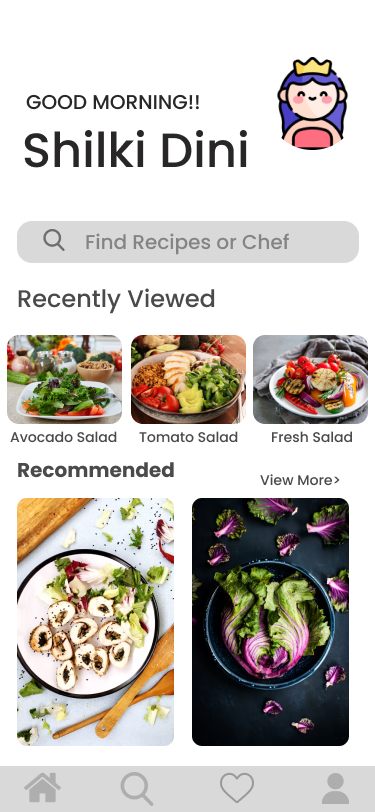 GOOD MORNING!!
Shilki Dini
Find Recipes or Chef
Recently Viewed
Avocado Salad
Tomato Salad
Fresh Salad
Recommended
View More>